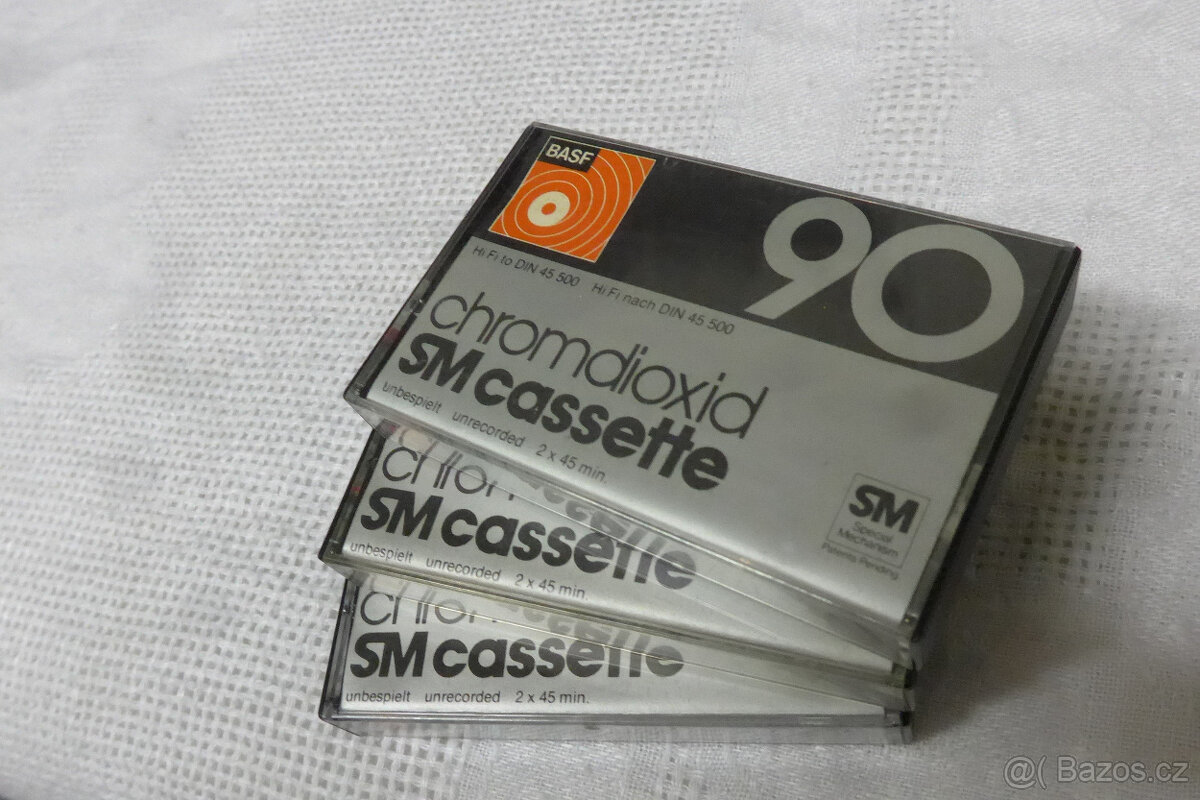 BASF
90
Hi Fi to DIN 45 500 Hi Fi nach DIN 45 500
chromdioxid
SM cassette
unbespielt unrecorded 2 x 45 min.
SM
Special
Mechanism
Patents Pending
chrom
SM cassette
unbespielt unrecorded 2 x 45 min.
chrom
SM cassette
unbespielt unrecorded 2 x 45 min.
@( Bazos.cz